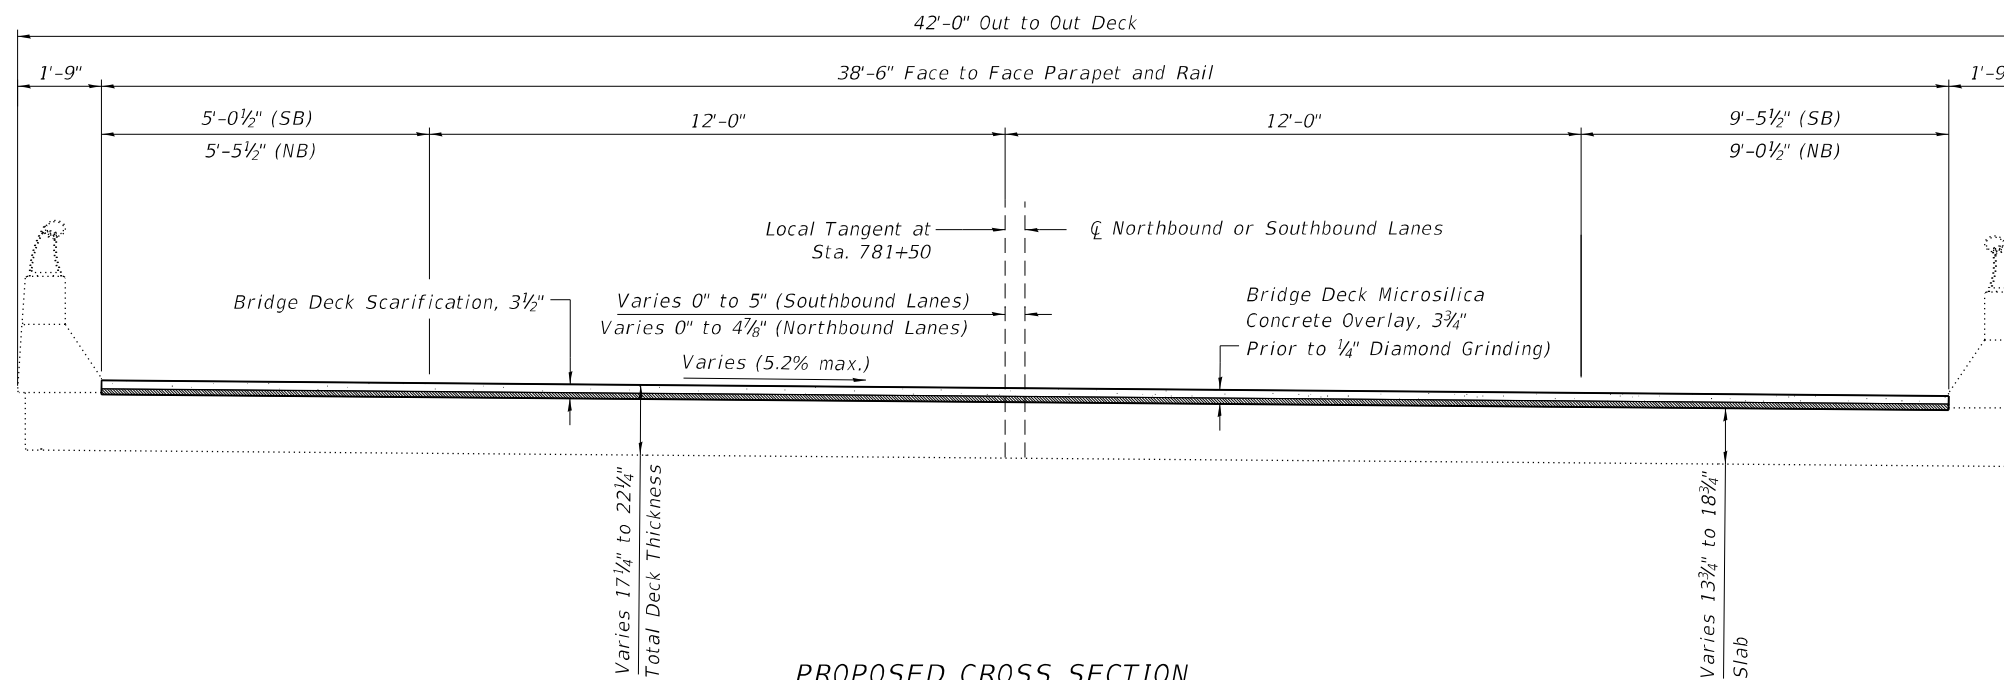 42'-0" Out to Out Deck
1'-9"
38'-6" Face to Face Parapet and Rail
1'-9
5'-0½" (SB)
12'-0"
12'-0"
9'-5½" (SB)
5'-5½" (NB)
9'-0½" (NB)
Local Tangent at
Sta. 781+50
℄ Northbound or Southbound Lanes
Bridge Deck Scarification, 3½"
Varies 0" to 5" (Southbound Lanes)
Varies 0" to 4⅞" (Northbound Lanes)
Varies (5.2% max.)
Bridge Deck Microsilica
Concrete Overlay, 3¾"
Prior to ¼" Diamond Grinding)
Varies 17¼" to 22¼"
Total Deck Thickness
Varies 13¾" to 18¾"
Slab
PROPOSED CROSS SECTION